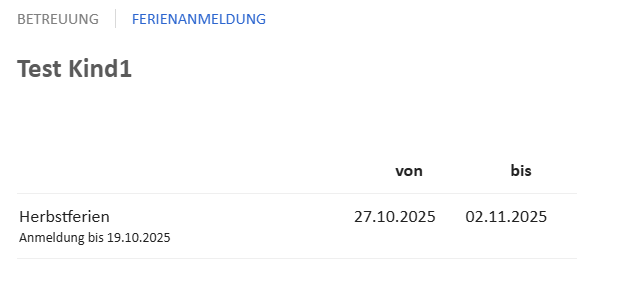 BETREUUNG FERIENANMELDUNG
Test Kind1
von bis
Herbstferien 27.10.2025 02.11.2025
Anmeldung bis 19.10.2025